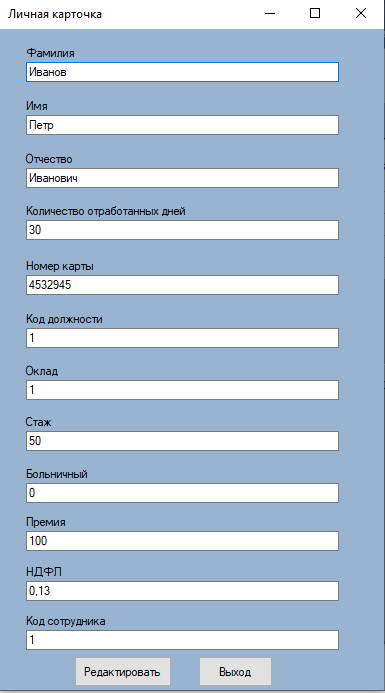 Личная карточка
Фамилия
Иванов
Имя
Петр
Отчество
Иванович
Количество отработанных дней
30
Номер карты
4532945
Код должности
1
Оклад
1
Стаж
50
Больничный
0
Премия
100
НДФЛ
0,13
Код сотрудника
1
Редактировать Выход